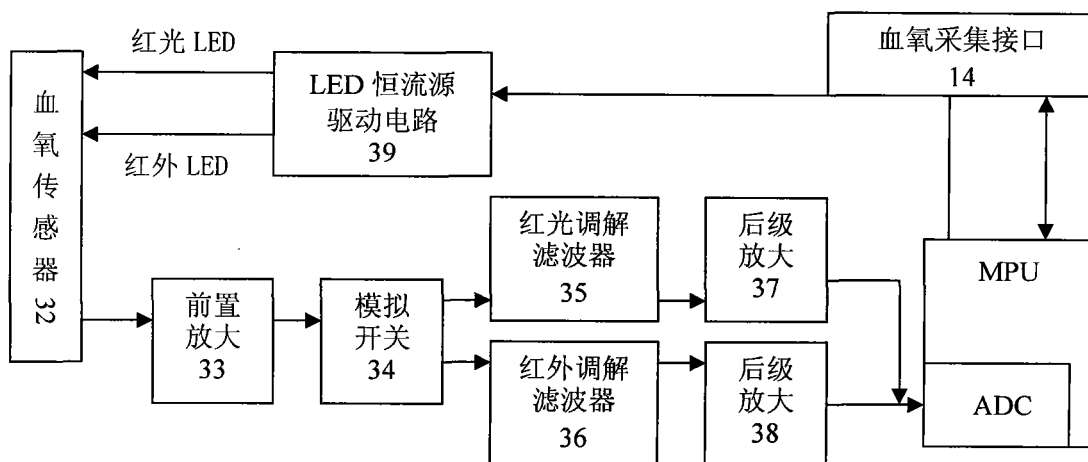 红光 LED
红外 LED
血氧传感器 32
LED 恒流源
驱动电路
39
血氧采集接口
14
前置
放大
33
模拟
开关
34
红光调解
滤波器
35
后级
放大
37
红外调解
滤波器
36
后级
放大
38
MPU
ADC